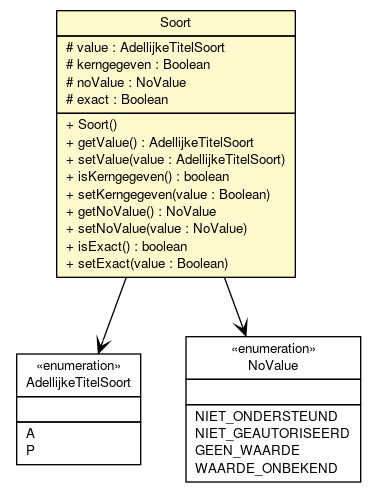 Soort
# value : AdellijkeTitelSoort
# kerngegeven : Boolean
# noValue : NoValue
# exact : Boolean
+ Soort()
+ getValue() : AdellijkeTitelSoort
+ setValue(value : AdellijkeTitelSoort)
+ isKerngegeven() : boolean
+ setKerngegeven(value : Boolean)
+ getNoValue() : NoValue
+ setNoValue(value : NoValue)
+ isExact() : boolean
+ setExact(value : Boolean)
«enumeration»
AdellijkeTitelSoort
A
P
«enumeration»
NoValue
NIET_ONDERSTEUND
NIET_GEAUTORISEERD
GEEN_WAARDE
WAARDE_ONBEKEND